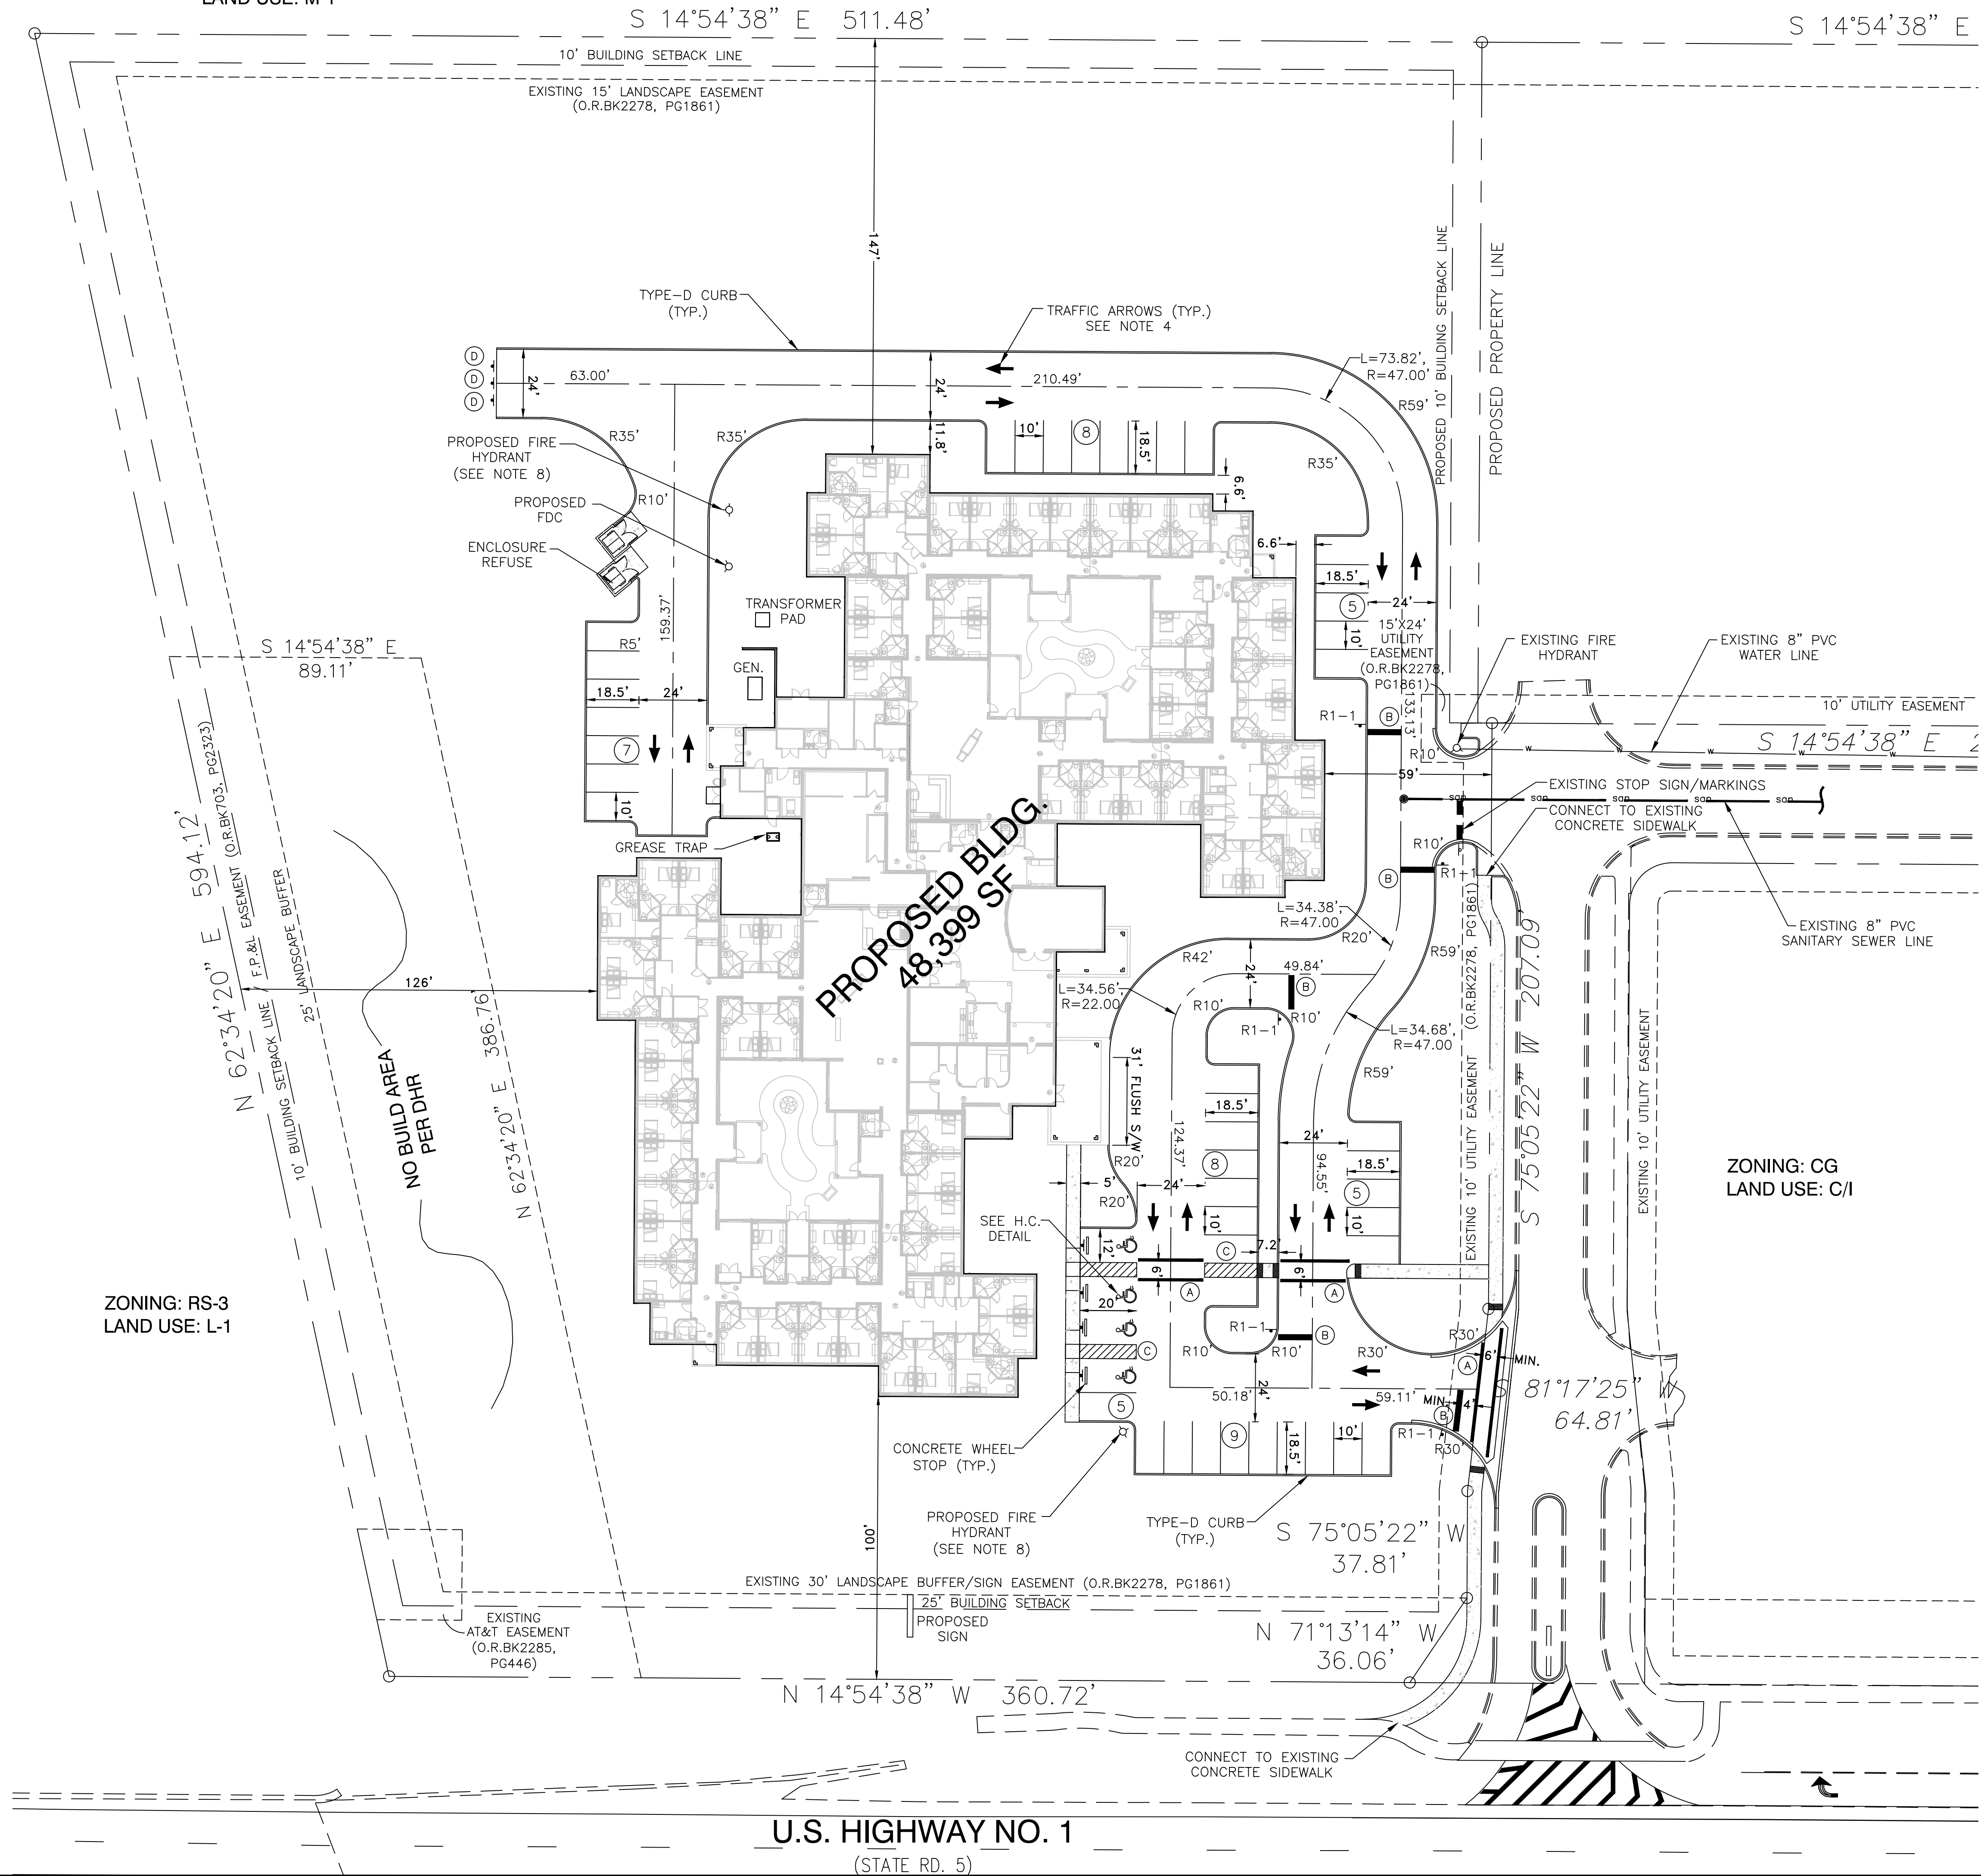 LAND USE: M-1
S 14°54'38" E 511.48'
S 14°54'38" E
10' BUILDING SETBACK LINE
EXISTING 15' LANDSCAPE EASEMENT
(O.R.BK2278, PG1861)
147'
PROPOSED 10' BUILDING SETBACK LINE
PROPOSED PROPERTY LINE
TYPE-D CURB
(TYP.)
TRAFFIC ARROWS (TYP.)
SEE NOTE 4
L=73.82',
R=47.00'
D
D
D
24'
63.00'
24'
210.49'
R59'
R35'
R35'
11.8'
10'
8
18.5'
R35'
6.6'
PROPOSED FIRE
HYDRANT
(SEE NOTE 8)
R10'
PROPOSED
FDC
ENCLOSURE
REFUSE
6.6'
18.5'
5
24'
10'
15'X24'
UTILITY
EASEMENT
(O.R.BK2278,
PG1861)
TRANSFORMER
PAD
159.37'
R5'
GEN.
18.5'
24'
7
10'
GREASE TRAP
S 14°54'38" E
89.11'
EXISTING FIRE
HYDRANT
EXISTING 8" PVC
WATER LINE
10' UTILITY EASEMENT
133.13'
R1-1
B
R10'
w w w w
S 14°54'38" E 2
59'
EXISTING STOP SIGN/MARKINGS
san san san san san
CONNECT TO EXISTING
CONCRETE SIDEWALK
R10'
R1-1
B
EXISTING 8" PVC
SANITARY SEWER LINE
PROPOSED BLDG.
48,399 SF
N 62°34'20" E 594.12'
F.P.&L EASEMENT (O.R.BK703, PG2323)
10' BUILDING SETBACK LINE
25' LANDSCAPE BUFFER
126'
N 62°34'20" E 386.76'
NO BUILD AREA
PER DHR
L=34.38',
R=47.00
R20'
R42'
24'
49.84'
B
R59'
L=34.56',
R=22.00
R10'
R10'
R1-1
L=34.68',
R=47.00
R59'
31' FLUSH S/W
EXISTING 10' UTILITY EASEMENT (O.R.BK2278, PG1861)
S 75°05'22" W 207.09'
EXISTING 10' UTILITY EASEMENT
18.5'
124.37'
24'
94.55'
18.5'
8
5
R20'
5'
24'
R20'
10'
10'
SEE H.C.
DETAIL
12'
C
7.2'
6'
6'
A
A
20'
C
R1-1
B
R10'
R10'
R30'
R30'
A
6'
MIN.
24'
50.18'
59.11'
MIN.
4'
B
S 81°17'25" W
64.81'
5
9
18.5'
10'
R1-1
R30'
ZONING: CG
LAND USE: C/I
ZONING: RS-3
LAND USE: L-1
CONCRETE WHEEL
STOP (TYP.)
PROPOSED FIRE
HYDRANT
(SEE NOTE 8)
TYPE-D CURB
(TYP.)
S 75°05'22" W
37.81'
100'
EXISTING 30' LANDSCAPE BUFFER/SIGN EASEMENT (O.R.BK2278, PG1861)
25' BUILDING SETBACK
PROPOSED
SIGN
EXISTING
AT&T EASEMENT
(O.R.BK2285,
PG446)
N 71°13'14" W
36.06'
N 14°54'38" W 360.72'
CONNECT TO EXISTING
CONCRETE SIDEWALK
U.S. HIGHWAY NO. 1
(STATE RD. 5)